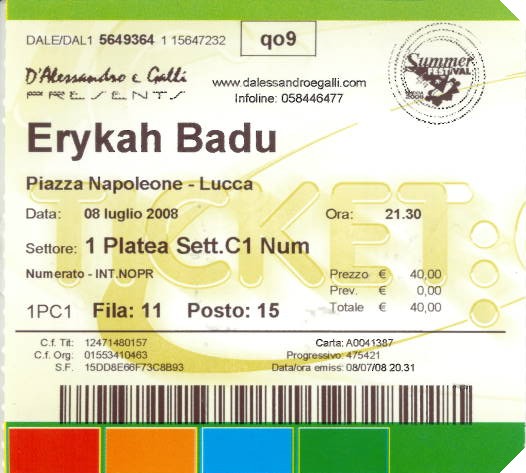 DALE/DAL1 5649364 1 15647232
qo9
D'Alessandro e Galli
PRESENTS
www.dalessandroegalli.com
Infoline: 058446477
Summer
FESTIVAL
Erykah Badu
Piazza Napoleone - Lucca
Data: 08 luglio 2008 Ora: 21.30
Settore: 1 Platea Sett.C1 Num
Numerato - INT.NOPR
Prezzo € 40,00
Prev. € 0,00
Totale € 40,00
1PC1 Fila: 11 Posto: 15
C.f. Tit: 12471480157
C.f. Org: 01553410463
S.F. 15DD8E66F73C8B93
Carta: A0041387
Progressivo: 475421
Data/ora emiss: 08/07/08 20.31
TICKET: